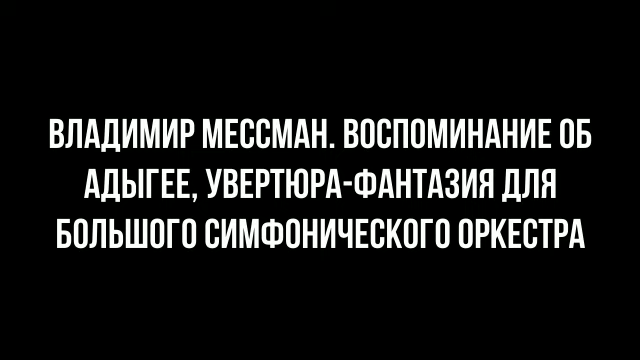 ВЛАДИМИР МЕССМАН. ВОСПОМИНАНИЕ ОБ
АДЫГЕЕ, УВЕРТЮРА-ФАНТАЗИЯ ДЛЯ
БОЛЬШОГО СИМФОНИЧЕСКОГО ОРКЕСТРА